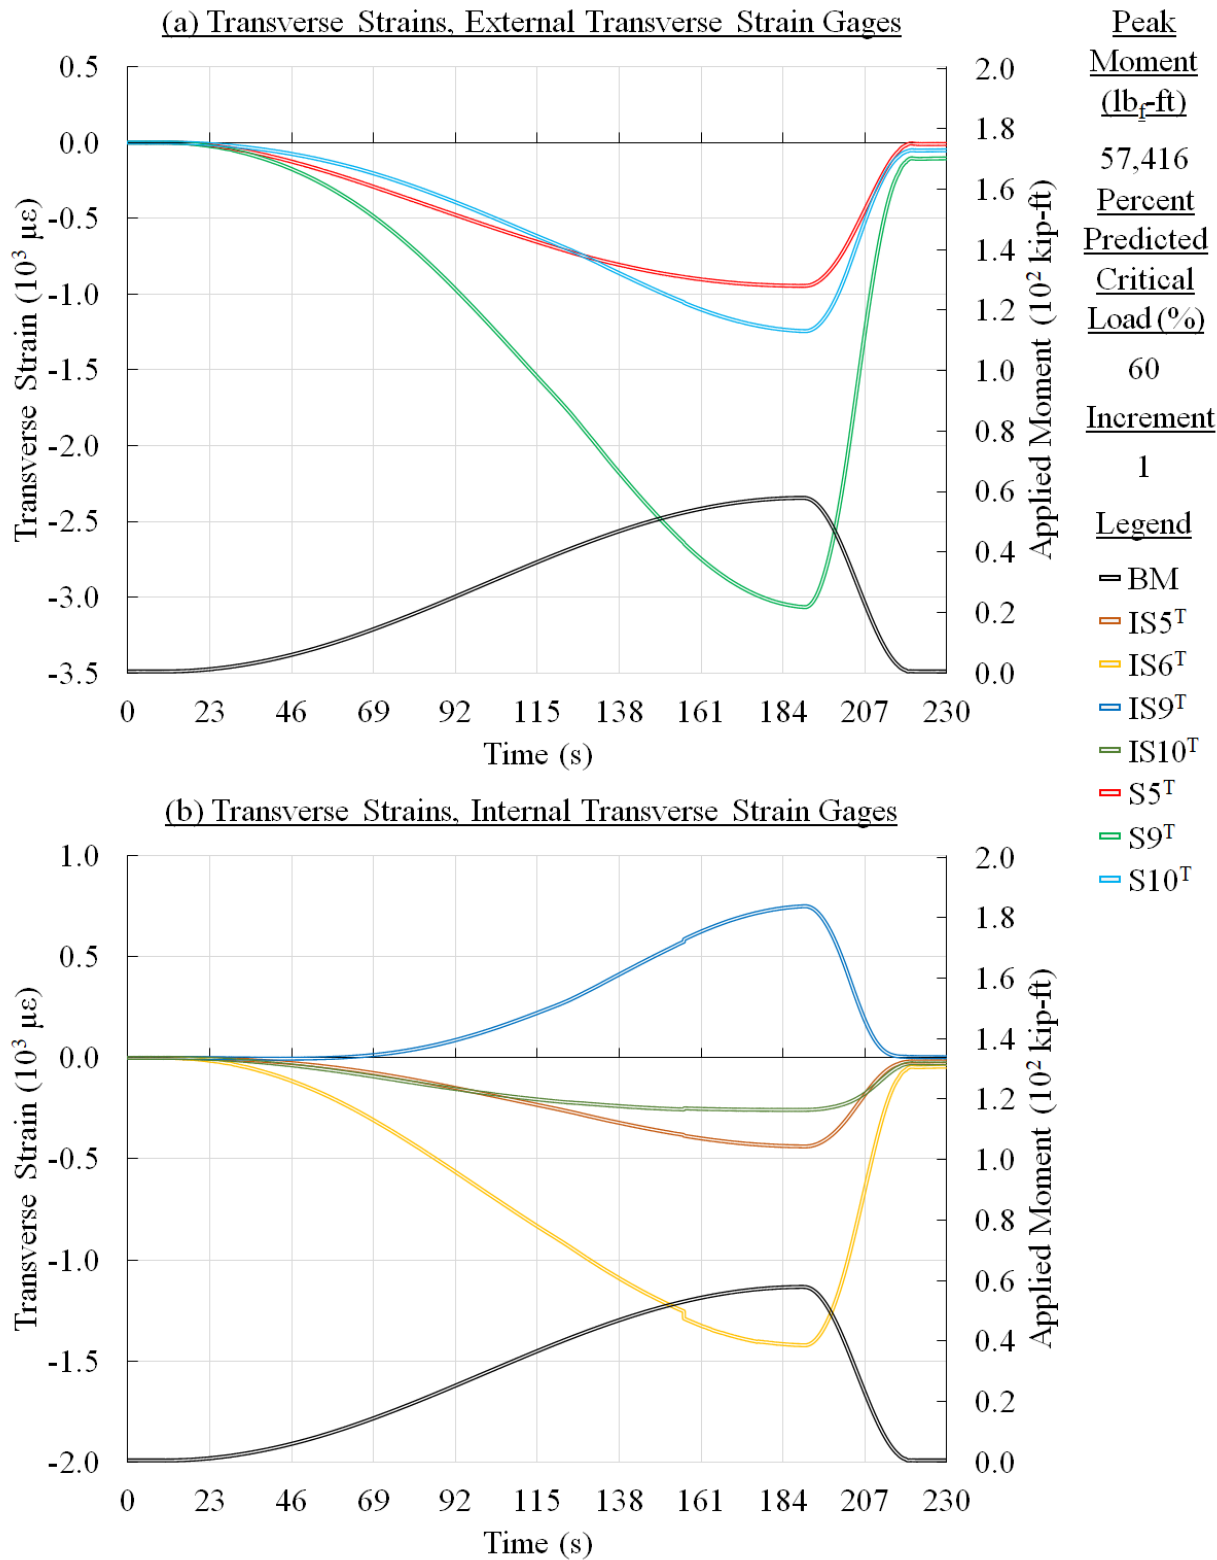 (a) Transverse Strains, External Transverse Strain Gages
0.5
0.0
-0.5
-1.0
-1.5
-2.0
-2.5
-3.0
-3.5
Transverse Strain (10³ µε)
2.0
1.8
1.6
1.4
1.2
1.0
0.8
0.6
0.4
0.2
0.0
Applied Moment (10² kip-ft)
0 23 46 69 92 115 138 161 184 207 230
Time (s)
(b) Transverse Strains, Internal Transverse Strain Gages
1.0
0.5
0.0
-0.5
-1.0
-1.5
-2.0
Transverse Strain (10³ µε)
2.0
1.8
1.6
1.4
1.2
1.0
0.8
0.6
0.4
0.2
0.0
Applied Moment (10² kip-ft)
0 23 46 69 92 115 138 161 184 207 230
Time (s)
Peak
Moment
(lbf-ft)
57,416
Percent
Predicted
Critical
Load (%)
60
Increment
1
Legend
BM
IS5ᵀ
IS6ᵀ
IS9ᵀ
IS10ᵀ
S5ᵀ
S9ᵀ
S10ᵀ